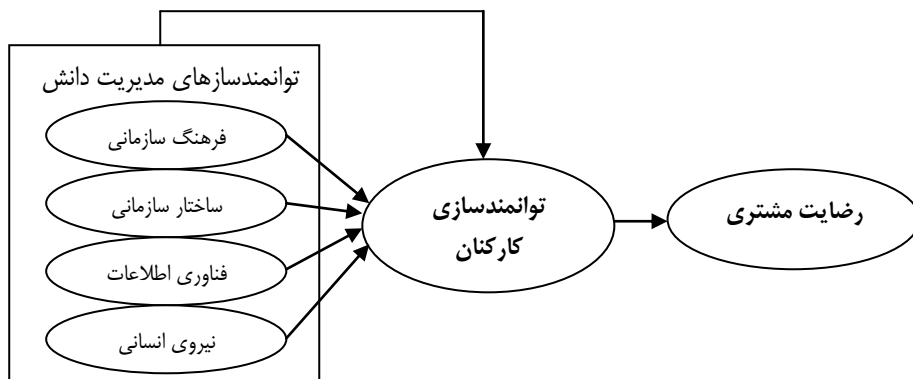 توانمندسازهای مدیریت دانش
فرهنگ سازمانی
ساختار سازمانی
فناوری اطلاعات
نیروی انسانی
توانمندسازی
کارکنان
رضایت مشتری